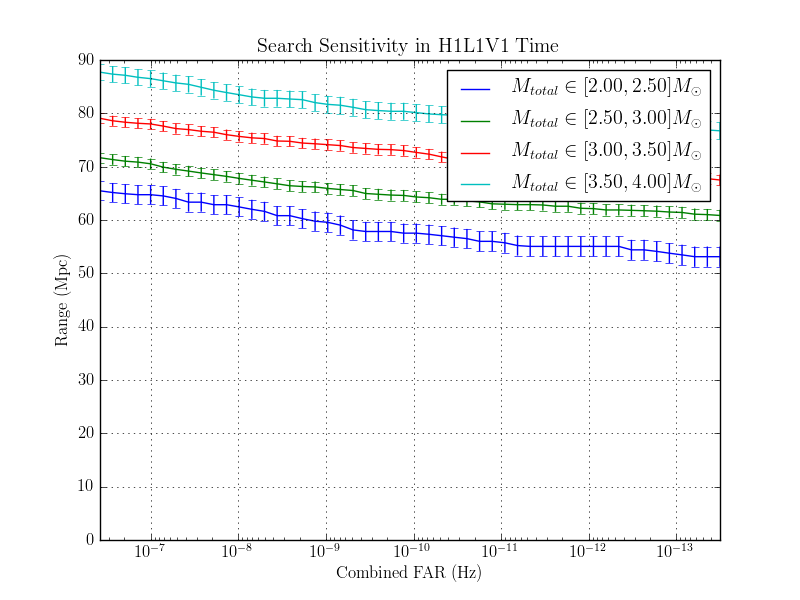 Search Sensitivity in H1L1V1 Time
90
80
70
60
50
40
30
20
10
0
Range (Mpc)
M_total ∈ [2.00, 2.50]M_⊙
M_total ∈ [2.50, 3.00]M_⊙
M_total ∈ [3.00, 3.50]M_⊙
M_total ∈ [3.50, 4.00]M_⊙
10^-7 10^-8 10^-9 10^-10 10^-11 10^-12 10^-13
Combined FAR (Hz)